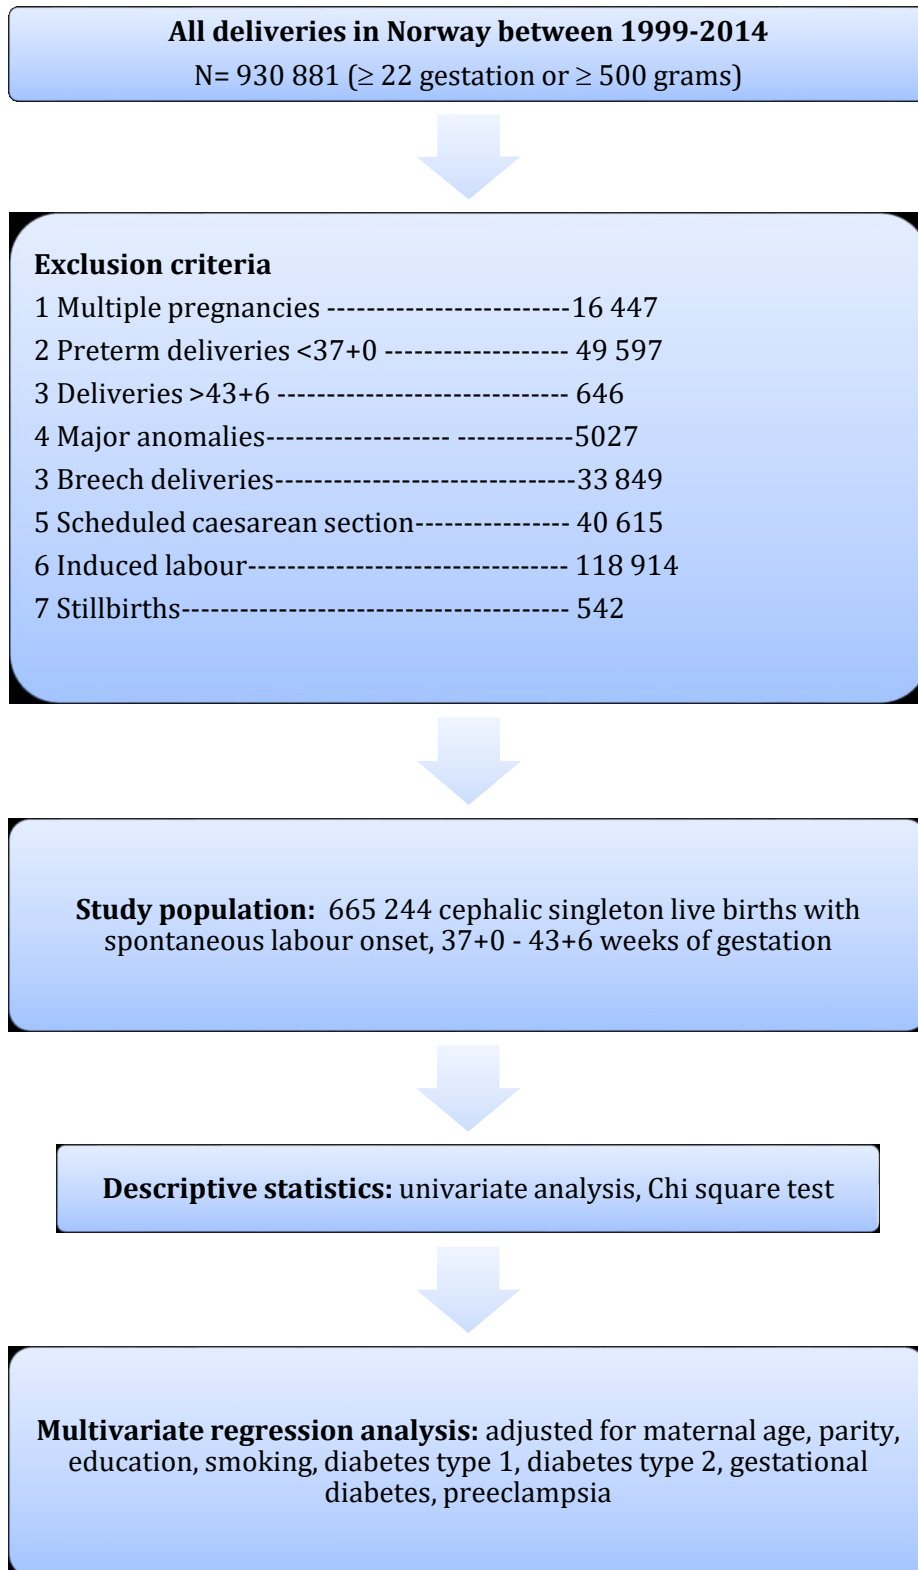 All deliveries in Norway between 1999-2014
N= 930 881 (≥ 22 gestation or ≥ 500 grams)
Exclusion criteria
1 Multiple pregnancies -------------------------16 447
2 Preterm deliveries <37+0 ------------------- 49 597
3 Deliveries >43+6 ------------------------------ 646
4 Major anomalies------------------- ------------5027
3 Breech deliveries-------------------------------33 849
5 Scheduled caesarean section---------------- 40 615
6 Induced labour--------------------------------- 118 914
7 Stillbirths---------------------------------------- 542
Study population: 665 244 cephalic singleton live births with
spontaneous labour onset, 37+0 - 43+6 weeks of gestation
Descriptive statistics: univariate analysis, Chi square test
Multivariate regression analysis: adjusted for maternal age, parity,
education, smoking, diabetes type 1, diabetes type 2, gestational
diabetes, preeclampsia